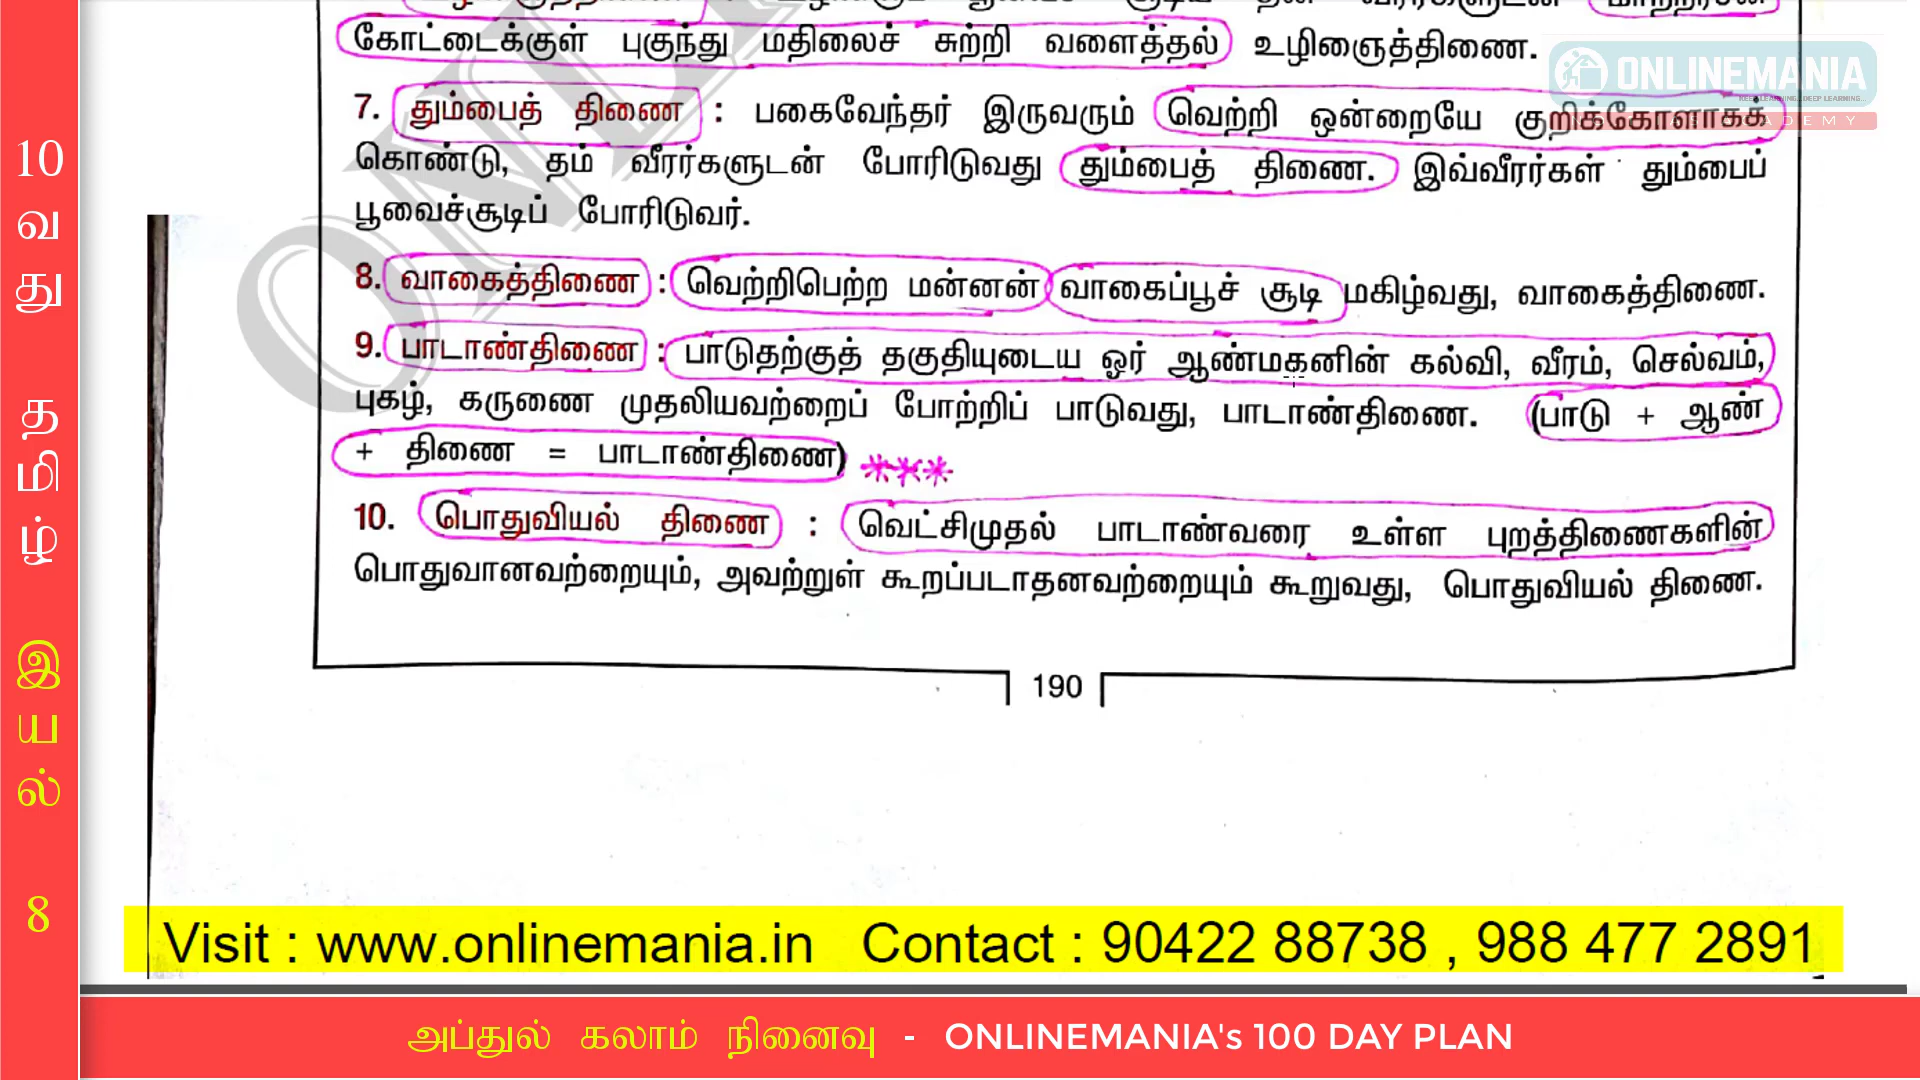 கோட்டைக்குள் புகுந்து மதிலைச் சுற்றி வளைத்தல் உழிஞைத்திணை.
ONLINEMANIA
7. தும்பைத் திணை : பகைவேந்தர் இருவரும் வெற்றி ஒன்றையே குறிக்கோளாகக்
கொண்டு, தம் வீரர்களுடன் போரிடுவது தும்பைத் திணை. இவ்வீரர்கள் தும்பைப்
பூவைச்சூடிப் போரிடுவர்.
8. வாகைத்திணை : வெற்றிபெற்ற மன்னன் வாகைப்பூச் சூடி மகிழ்வது, வாகைத்திணை.
9. பாடாண்திணை : பாடுதற்குத் தகுதியுடைய ஓர் ஆண்மகனின் கல்வி, வீரம், செல்வம்,
புகழ், கருணை முதலியவற்றைப் போற்றிப் பாடுவது, பாடாண்திணை. (பாடு + ஆண்
+ திணை = பாடாண்திணை)
10. பொதுவியல் திணை : வெட்சிமுதல் பாடாண்வரை உள்ள புறத்திணைகளின்
பொதுவானவற்றையும், அவற்றுள் கூறப்படாதனவற்றையும் கூறுவது, பொதுவியல் திணை.
190
10வது தமிழ் இயல் 8
Visit : www.onlinemania.in Contact : 90422 88738 , 988 477 2891
அப்துல் கலாம் நினைவு - ONLINEMANIA's 100 DAY PLAN